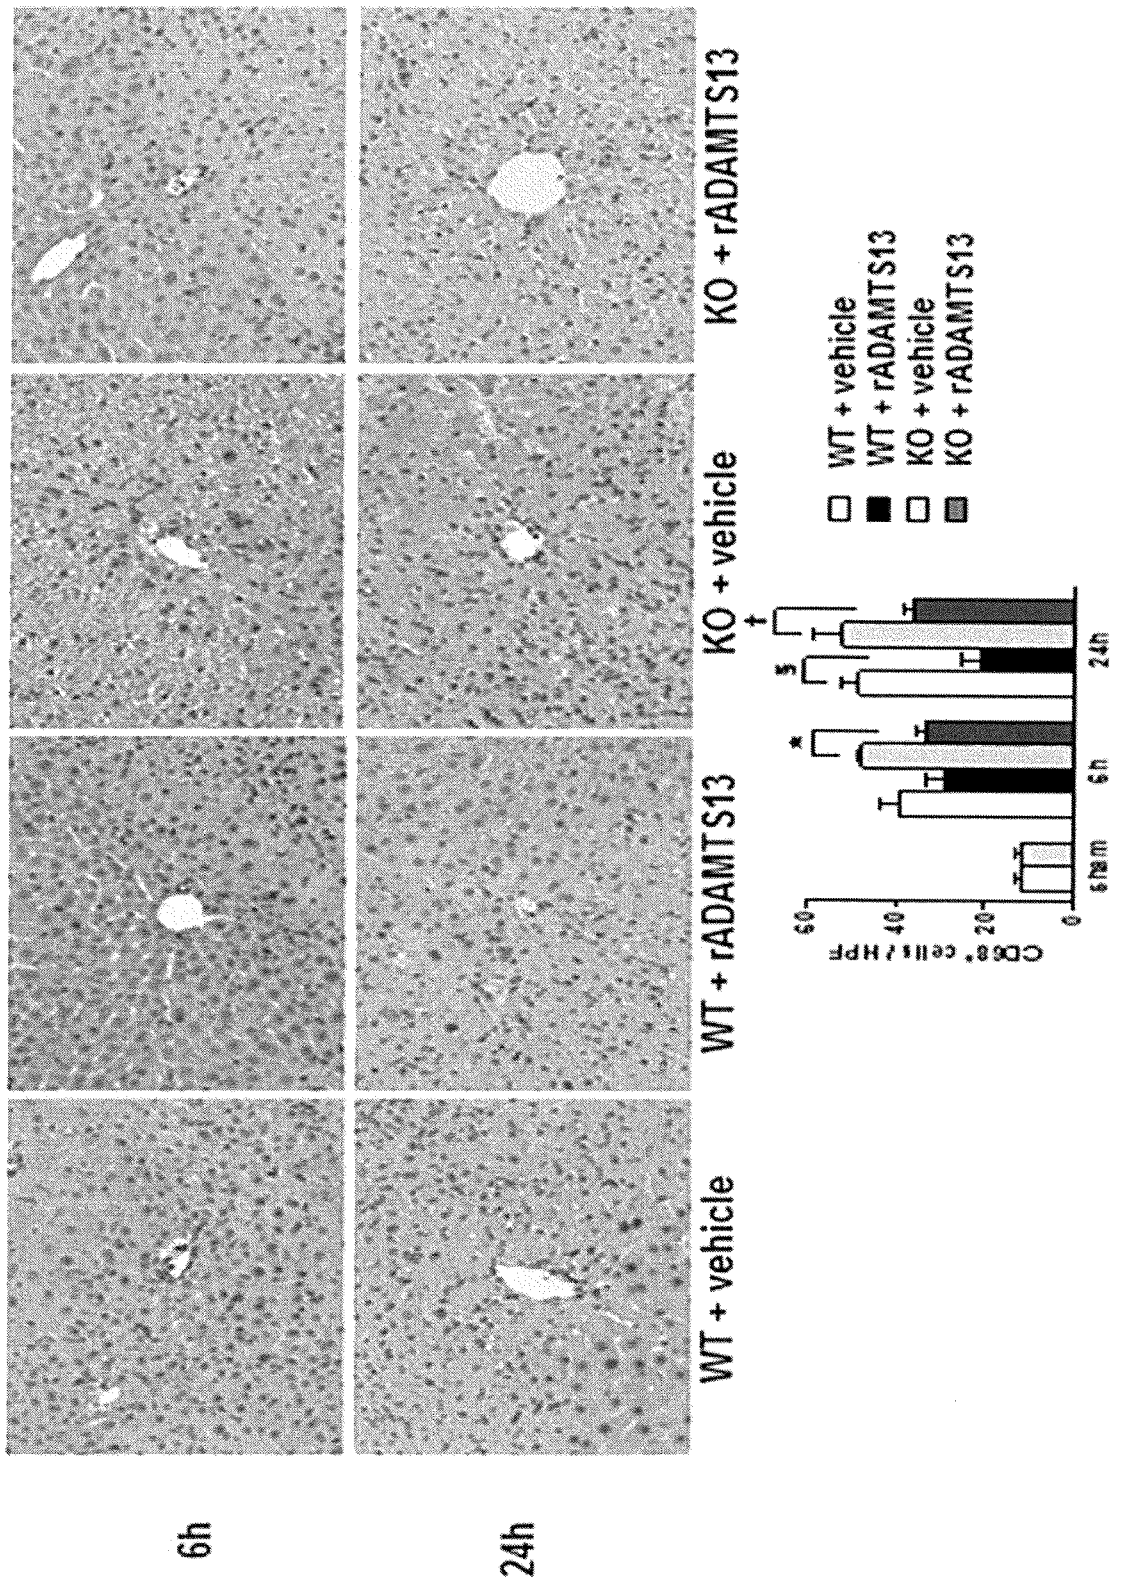 6h
24h
WT + vehicle
WT + rADAMTS13
KO + vehicle
KO + rADAMTS13
CD68+ cells/HPF
60
40
20
0
sham
6h
24h
*
§
†
WT + vehicle
WT + rADAMTS13
KO + vehicle
KO + rADAMTS13